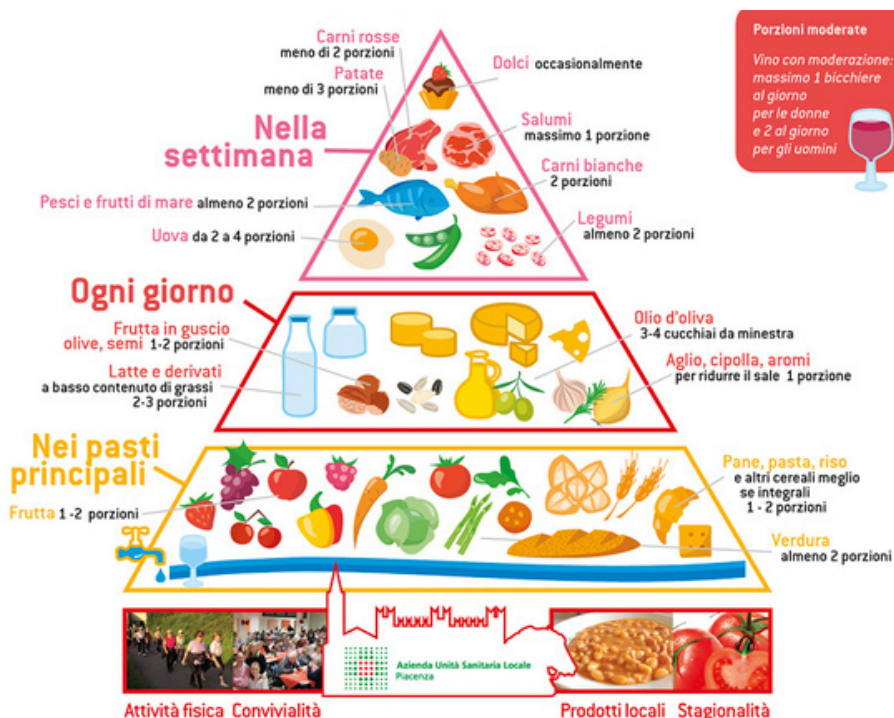 Porzioni moderate
Vino con moderazione:
massimo 1 bicchiere
al giorno
per le donne
e 2 al giorno
per gli uomini
Carni rosse
meno di 2 porzioni
Patate
meno di 3 porzioni
Dolci occasionalmente
Nella
settimana
Salumi
massimo 1 porzione
Carni bianche
2 porzioni
Pesci e frutti di mare almeno 2 porzioni
Legumi
almeno 2 porzioni
Uova da 2 a 4 porzioni
Ogni giorno
Frutta in guscio
olive, semi 1-2 porzioni
Olio d'oliva
3-4 cucchiai da minestra
Latte e derivati
a basso contenuto di grassi
2-3 porzioni
Aglio, cipolla, aromi
per ridurre il sale 1 porzione
Nei pasti
principali
Pane, pasta, riso
e altri cereali meglio
se integrali
1 - 2 porzioni
Frutta 1 -2 porzioni
Verdura
almeno 2 porzioni
Azienda Unità Sanitaria Locale
Piacenza
Attività fisica Convivialità Prodotti locali Stagionalità